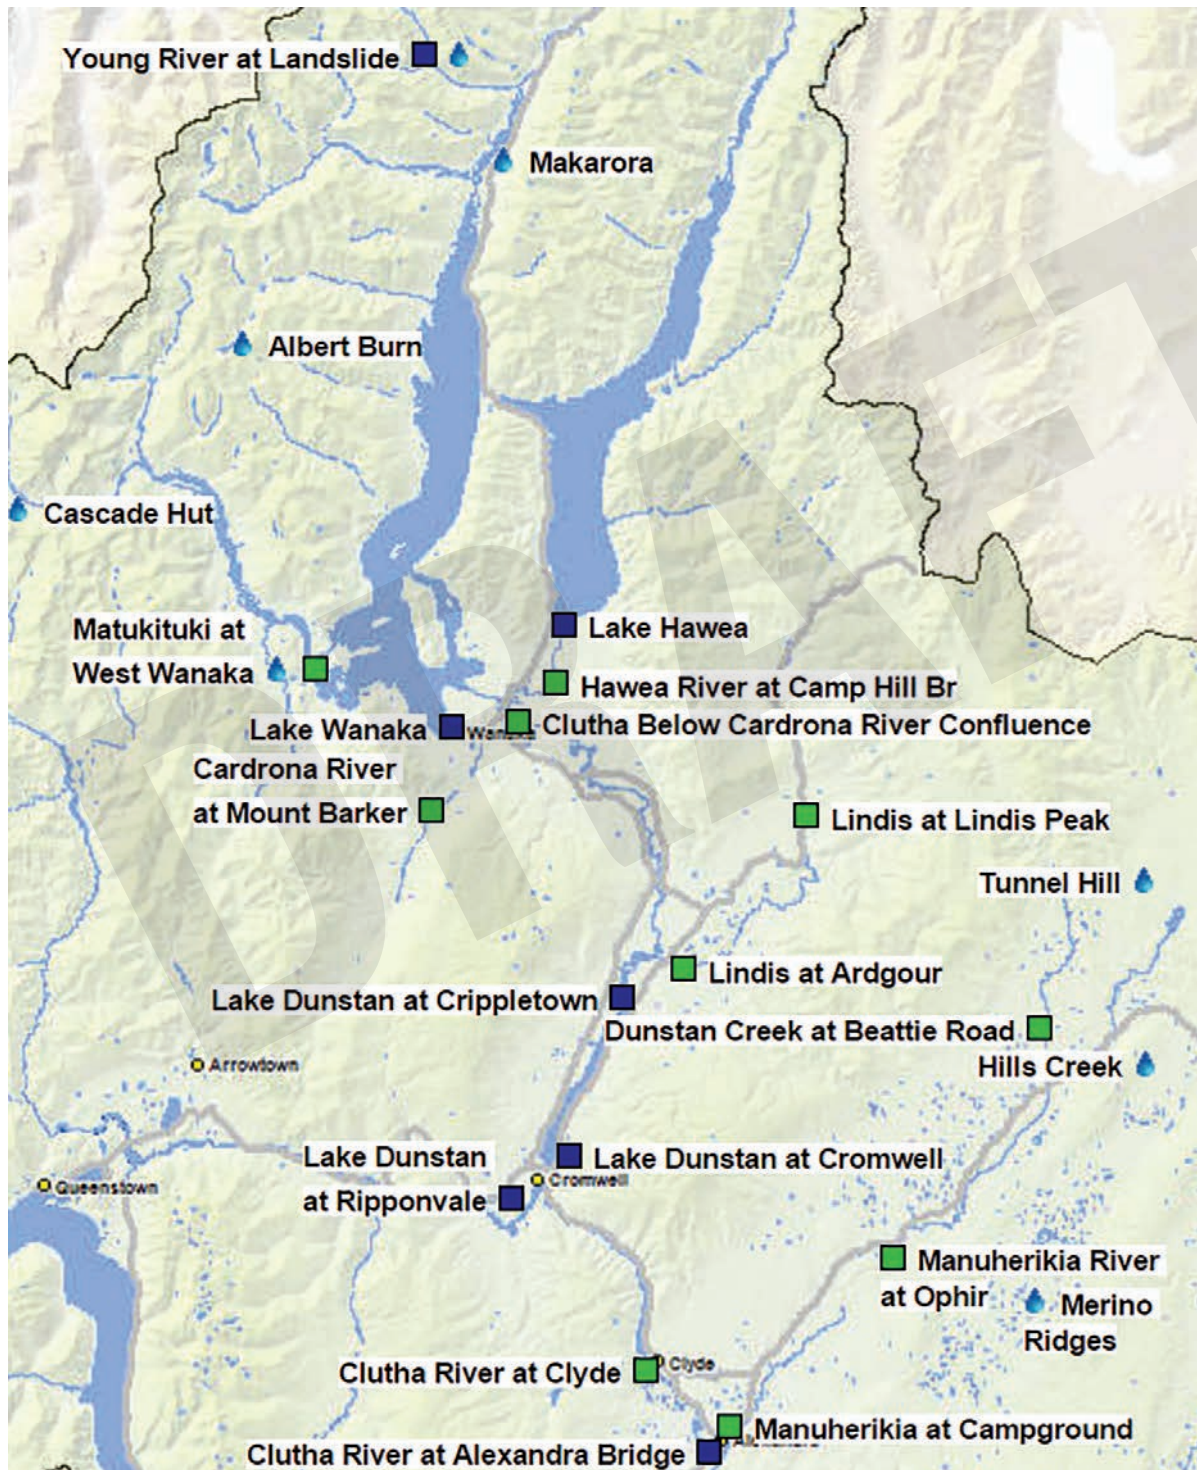 Young River at Landslide
Makarora
Albert Burn
Cascade Hut
Matukituki at
West Wanaka
Lake Hawea
Hawea River at Camp Hill Br
Clutha Below Cardrona River Confluence
Lake Wanaka
Wanaka
Cardrona River
at Mount Barker
Lindis at Lindis Peak
Tunnel Hill
Lindis at Ardgour
Lake Dunstan at Crippletown
Dunstan Creek at Beattie Road
Hills Creek
Arrowtown
Lake Dunstan
at Ripponvale
Lake Dunstan at Cromwell
Cromwell
Queenstown
Manuherikia River
at Ophir
Merino
Ridges
Clutha River at Clyde
Clyde
Manuherikia at Campground
Clutha River at Alexandra Bridge
DRAFT